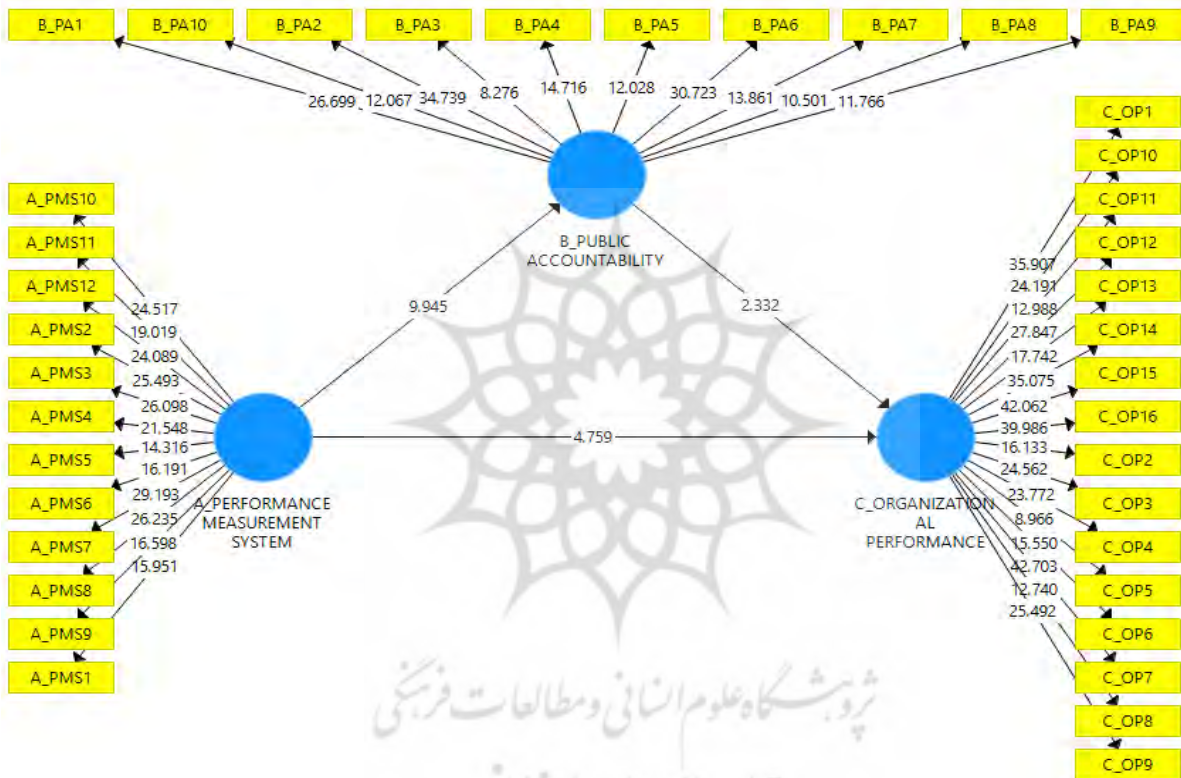 B_PA1
B_PA10
B_PA2
B_PA3
B_PA4
B_PA5
B_PA6
B_PA7
B_PA8
B_PA9
26.699
12.067
34.739
8.276
14.716
12.028
30.723
13.861
10.501
11.766
B_PUBLIC
ACCOUNTABILITY
A_PMS10
A_PMS11
A_PMS12
A_PMS2
A_PMS3
A_PMS4
A_PMS5
A_PMS6
A_PMS7
A_PMS8
A_PMS9
A_PMS1
24.517
19.019
24.089
25.493
26.098
21.548
14.316
16.191
29.193
26.235
16.598
15.951
A_PERFORMANCE
MEASUREMENT
SYSTEM
9.945
2.332
4.759
C_ORGANIZATION
AL
PERFORMANCE
35.907
24.191
12.988
27.847
17.742
35.075
42.062
39.986
16.133
24.562
23.772
8.966
15.550
42.703
12.740
25.492
C_OP1
C_OP10
C_OP11
C_OP12
C_OP13
C_OP14
C_OP15
C_OP16
C_OP2
C_OP3
C_OP4
C_OP5
C_OP6
C_OP7
C_OP8
C_OP9
پژوهشگاه علوم انسانی و مطالعات فرهنگی